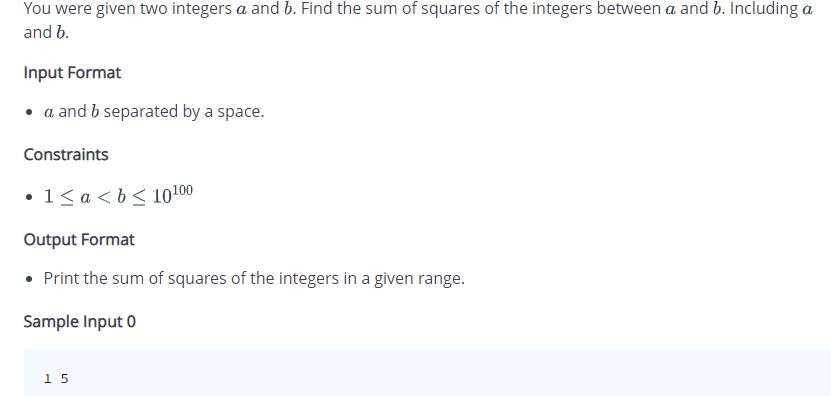 You were given two integers a and b. Find the sum of squares of the integers between a and b. Including a
and b.
Input Format
• a and b separated by a space.
Constraints
• 1 ≤ a < b ≤ 10^100
Output Format
• Print the sum of squares of the integers in a given range.
Sample Input 0
1 5